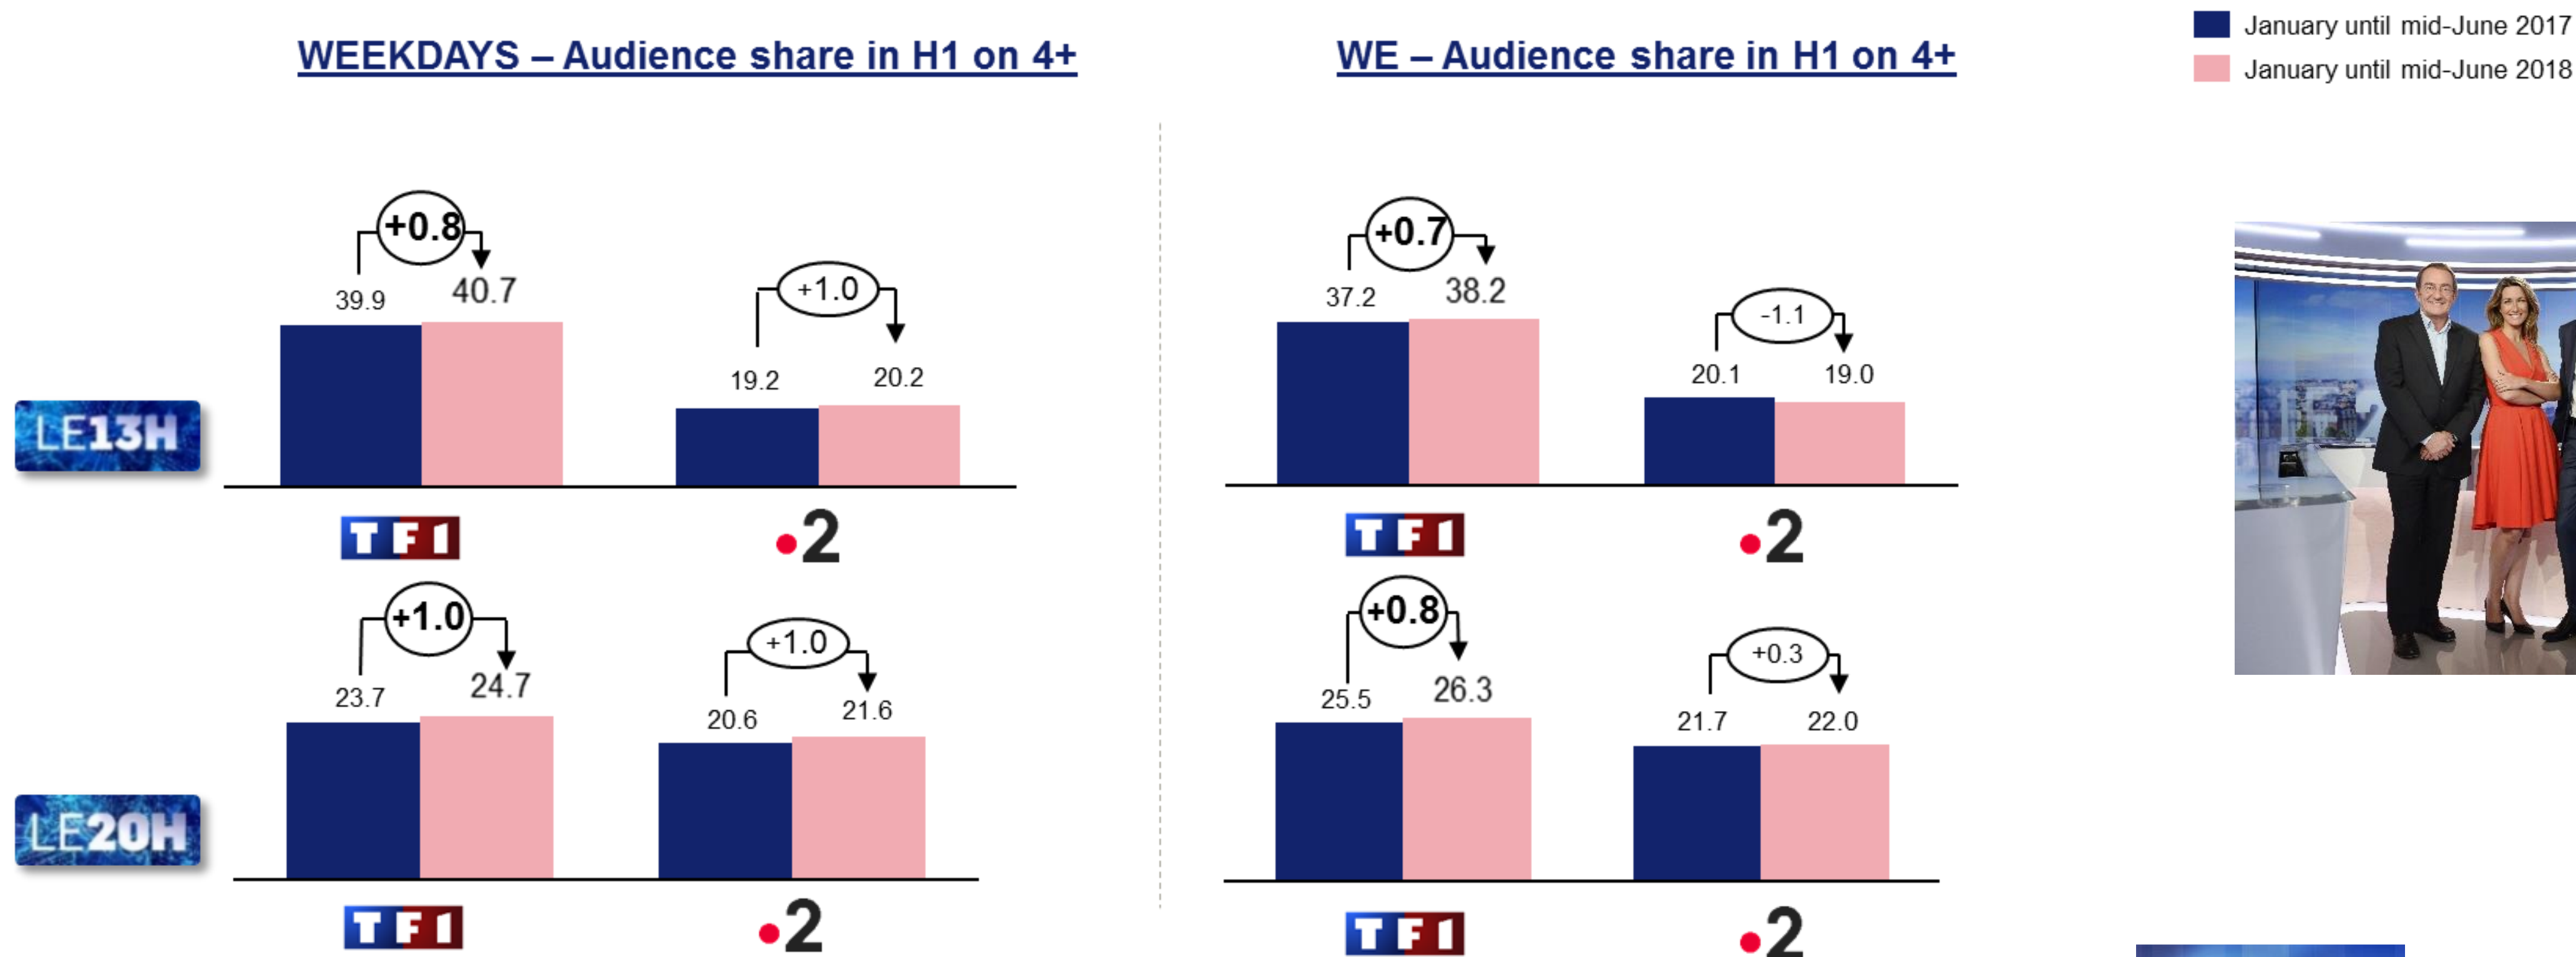 WEEKDAYS – Audience share in H1 on 4+
WE – Audience share in H1 on 4+
January until mid-June 2017
January until mid-June 2018
+0.8
39.9
40.7
+1.0
19.2
20.2
+0.7
37.2
38.2
-1.1
20.1
19.0
LE13H
TF1
2
TF1
2
+1.0
23.7
24.7
+1.0
20.6
21.6
+0.8
25.5
26.3
+0.3
21.7
22.0
LE20H
TF1
2
TF1
2